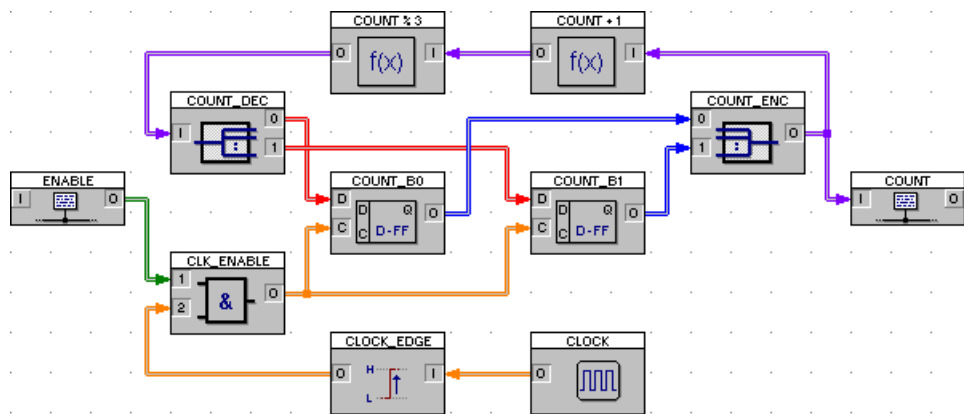 COUNT % 3
O
I
f(x)
COUNT + 1
O
I
f(x)
COUNT_DEC
I
0
1
COUNT_ENC
0
1
O
ENABLE
I
O
COUNT_B0
D
C
D
C
Q
D-FF
O
COUNT_B1
D
C
D
C
Q
D-FF
O
COUNT
I
O
CLK_ENABLE
1
2
&
O
CLOCK_EDGE
O
H
L
I
CLOCK
O